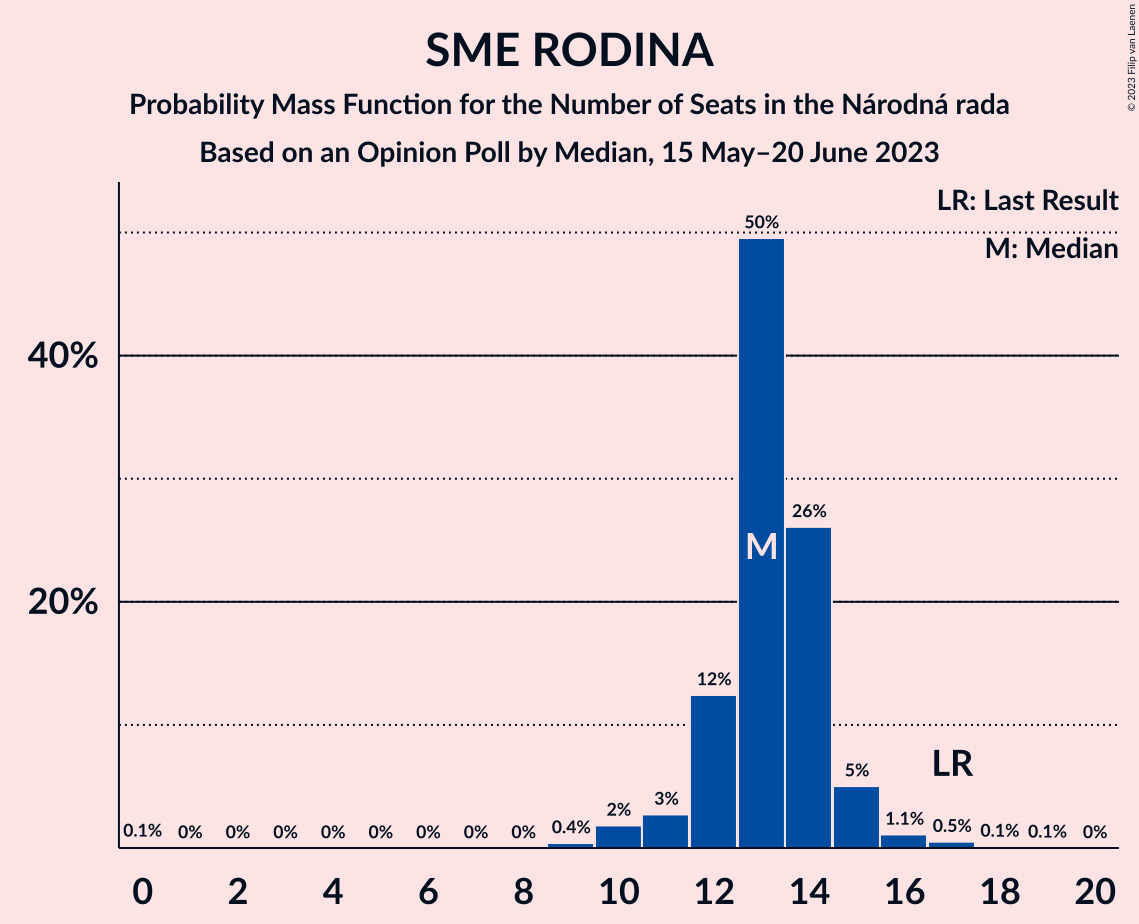 SME RODINA
Probability Mass Function for the Number of Seats in the Národná rada
Based on an Opinion Poll by Median, 15 May–20 June 2023
© 2023 Filip van Laenen
LR: Last Result
M: Median
50%
40%
26%
M
20%
12%
LR
5%
3%
2%
1.1%
0.5%
0.4%
0.1% 0% 0% 0% 0% 0% 0% 0% 0% 0.1% 0.1% 0%
0 2 4 6 8 10 12 14 16 18 20